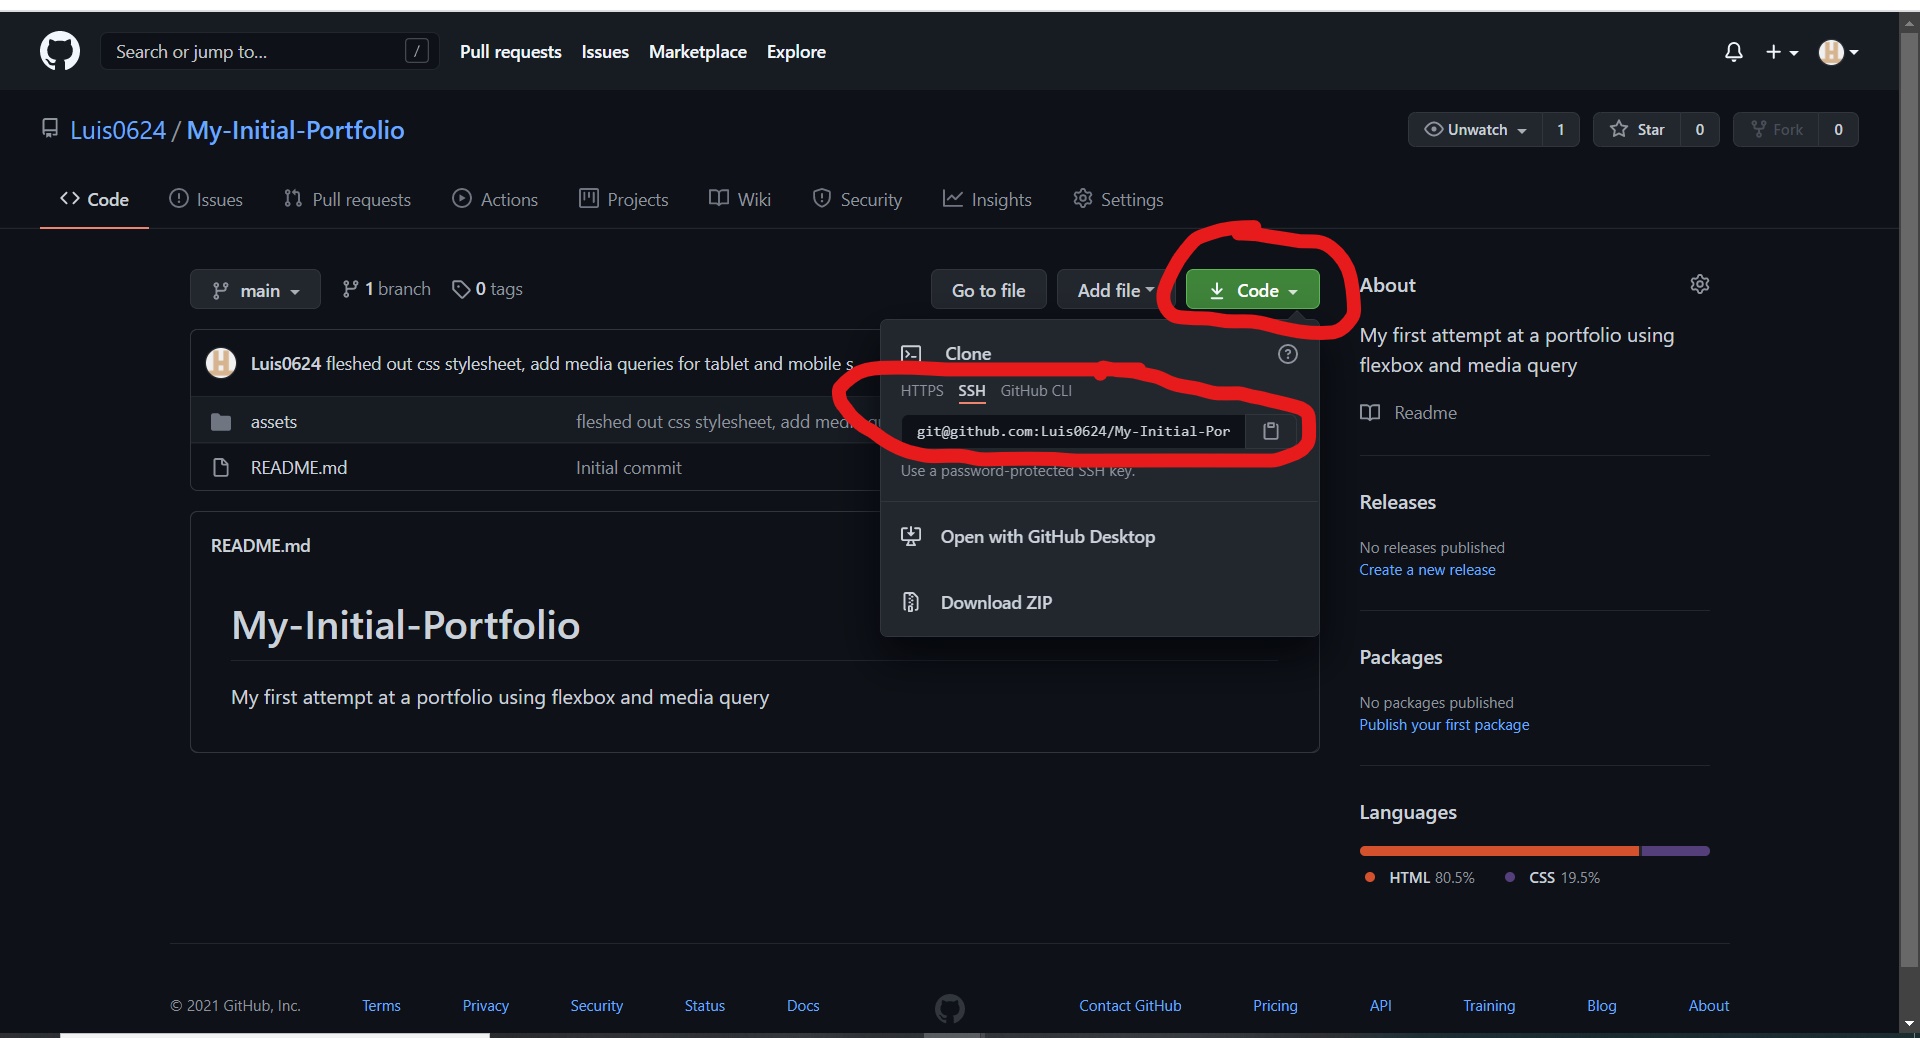 Search or jump to... /
Pull requests Issues Marketplace Explore
Luis0624 / My-Initial-Portfolio
Unwatch 1 Star 0 Fork 0
Code Issues Pull requests Actions Projects Wiki Security Insights Settings
main 1 branch 0 tags Go to file Add file Code
Luis0624 fleshed out css stylesheet, add media queries for tablet and mobile s
assets fleshed out css stylesheet, add med
README.md Initial commit
Clone ?
HTTPS SSH GitHub CLI
git@github.com:Luis0624/My-Initial-Por
Use a password-protected SSH key.
Open with GitHub Desktop
Download ZIP
README.md
My-Initial-Portfolio
My first attempt at a portfolio using flexbox and media query
About
My first attempt at a portfolio using
flexbox and media query
Readme
Releases
No releases published
Create a new release
Packages
No packages published
Publish your first package
Languages
HTML 80.5% CSS 19.5%
© 2021 GitHub, Inc. Terms Privacy Security Status Docs Contact GitHub Pricing API Training Blog About